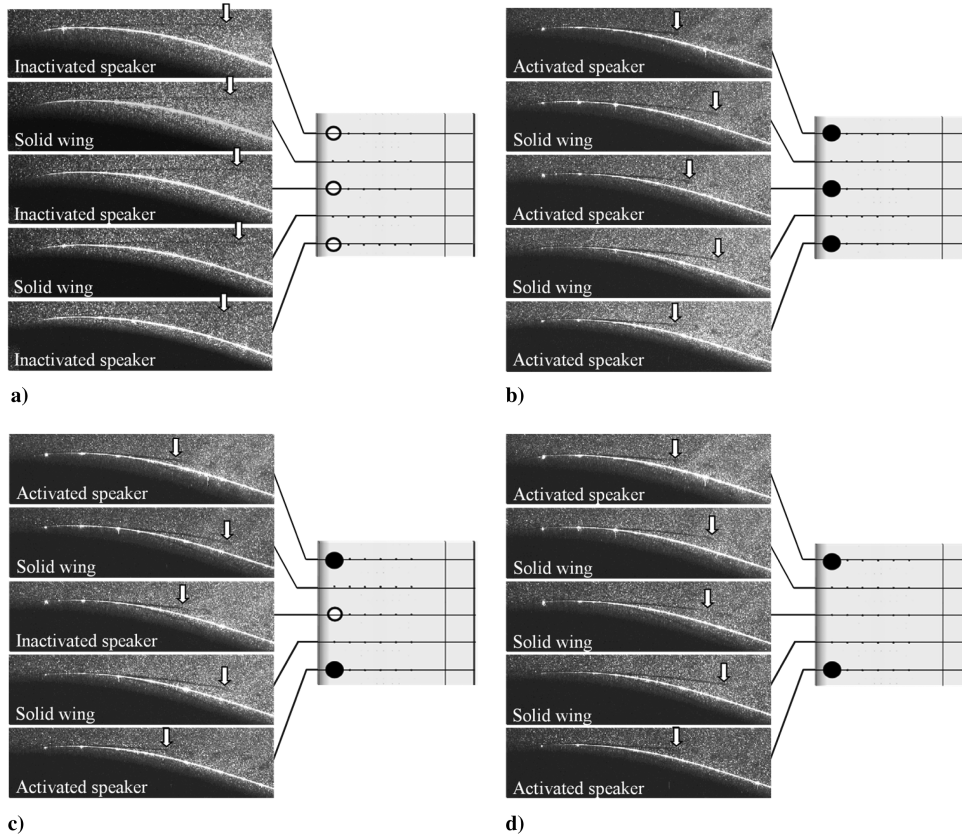 Inactivated speaker
Solid wing
Inactivated speaker
Solid wing
Inactivated speaker
a)
Activated speaker
Solid wing
Activated speaker
Solid wing
Activated speaker
b)
Activated speaker
Solid wing
Inactivated speaker
Solid wing
Activated speaker
c)
Activated speaker
Solid wing
Solid wing
Solid wing
Activated speaker
d)